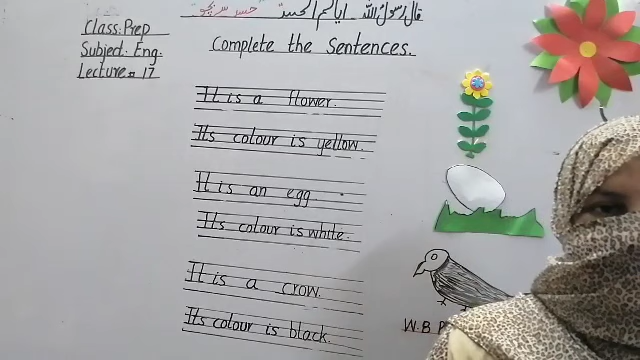 قال رسول اللہ ایاکم الحسد
Class: Prep
Subject: Eng.
Lecture = 17
Complete the Sentences.
It is a flower.
Its colour is yellow.
It is an egg.
Its colour is white.
It is a crow.
Its colour is black.
W.B